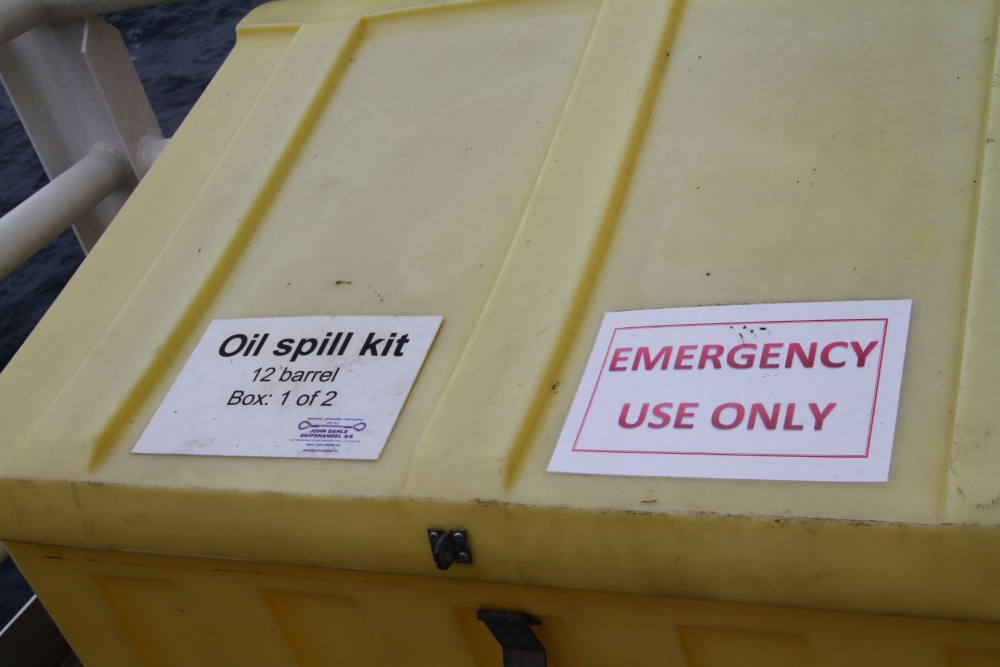 Oil spill kit
12 barrel
Box: 1 of 2
JOHN DAHLE
SKIPSHANDEL A/S
EMERGENCY
USE ONLY